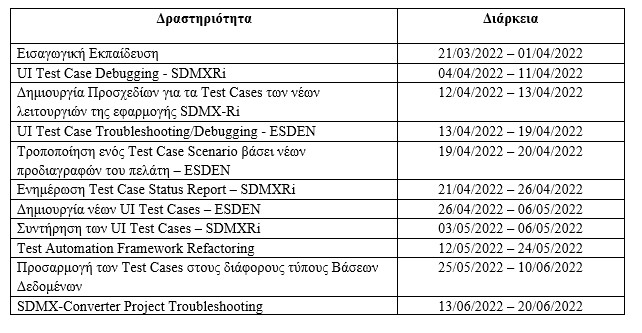 Δραστηριότητα Διάρκεια
Εισαγωγική Εκπαίδευση 21/03/2022 – 01/04/2022
UI Test Case Debugging - SDMXRi 04/04/2022 – 11/04/2022
Δημιουργία Προσχεδίων για τα Test Cases των νέων 12/04/2022 – 13/04/2022
λειτουργιών της εφαρμογής SDMX-Ri
UI Test Case Troubleshooting/Debugging - ESDEN 13/04/2022 – 19/04/2022
Τροποποίηση ενός Test Case Scenario βάσει νέων 19/04/2022 – 20/04/2022
προδιαγραφών του πελάτη – ESDEN
Ενημέρωση Test Case Status Report – SDMXRi 21/04/2022 – 26/04/2022
Δημιουργία νέων UI Test Cases – ESDEN 26/04/2022 – 06/05/2022
Συντήρηση των UI Test Cases – SDMXRi 03/05/2022 – 06/05/2022
Test Automation Framework Refactoring 12/05/2022 – 24/05/2022
Προσαρμογή των Test Cases στους διάφορους τύπους Βάσεων 25/05/2022 – 10/06/2022
Δεδομένων
SDMX-Converter Project Troubleshooting 13/06/2022 – 20/06/2022